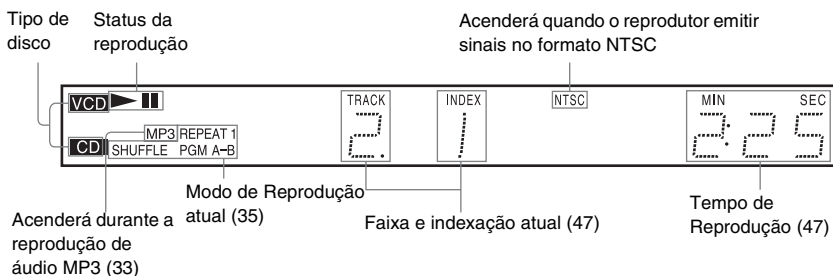 Tipo de
disco
Status da
reprodução
Acenderá quando o reprodutor emitir
sinais no formato NTSC
VCD
TRACK
INDEX
NTSC
MIN
SEC
2.
1
2:25
MP3 REPEAT 1
CD
SHUFFLE PGM A-B
Modo de Reprodução
atual (35)
Faixa e indexação atual (47)
Tempo de
Reprodução (47)
Acenderá durante a
reprodução de
áudio MP3 (33)